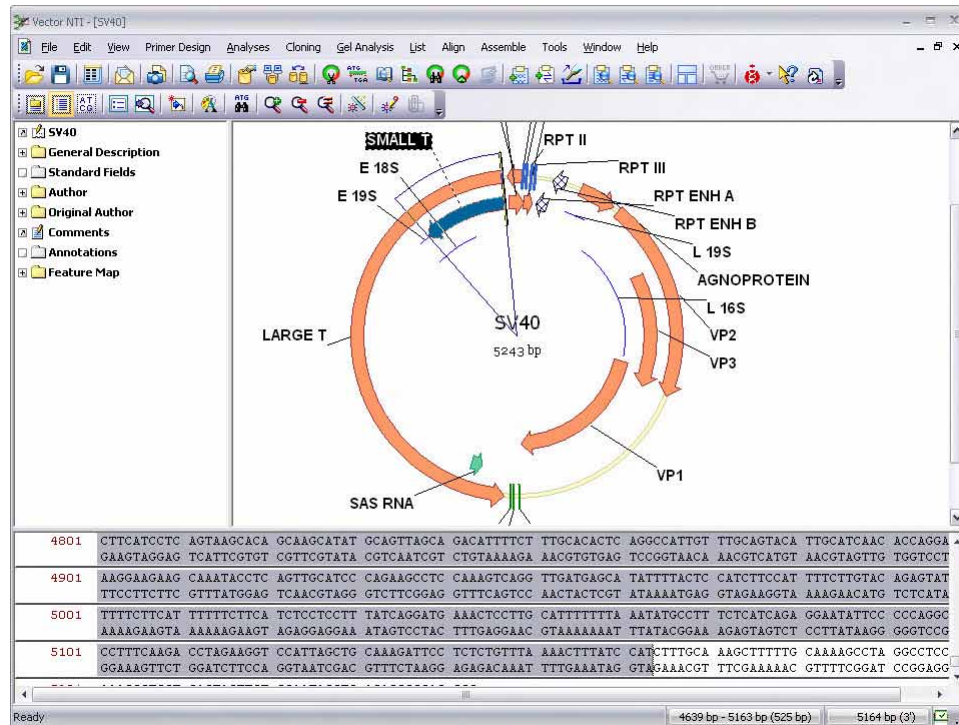 Vector NTI - [SV40]
File Edit View Primer Design Analyses Cloning Gel Analysis List Align Assemble Tools Window Help
SV40
General Description
Standard Fields
Author
Original Author
Comments
Annotations
Feature Map
SMALL T
RPT II
E 18S
RPT III
E 19S
RPT ENH A
RPT ENH B
L 19S
AGNOPROTEIN
L 16S
SV40
5243 bp
LARGE T
VP2
VP3
VP1
SAS RNA
4801 CTTCATCCTC AGTAAGCACA GCAAGCATAT GCAGTTAGCA GACATTTTCT TTGCACACTC AGGCCATTGT TTGCAGTACA TTGCATCAAC ACCAGGA
GAAGTAGGAG TCATTCGTGT CGTTCGTATA CGTCAATCGT CTGTAAAAGA AACGTGTGAG TCCGGTAACA AACGTCATGT AACGTAGTTG TGGTCCT
4901 AAGGAAGAAG CAAATACCTC AGTTGCATCC CAGAAGCCTC CAAAGTCAGG TTGATGAGCA TATTTTACTC CATCTTCCAT TTTCTTGTAC AGAGTAT
TTCCTTCTTC GTTTATGGAG TCAACGTAGG GTCTTCGGAG GTTTCAGTCC AACTACTCGT ATAAAATGAG GTAGAAGGTA AAAGAACATG TCTCATA
5001 TTTTCTTCAT TTTTTCTTCA TCTCCTCCTT TATCAGGATG AAACTCCTTG CATTTTTTTA AATATGCCTT TCTCATCAGA GGAATATTCC CCCAGGC
AAAAGAAGTA AAAAAGAAGT AGAGGAGGAA ATAGTCCTAC TTTGAGGAAC GTAAAAAAAT TTATACGGAA AGAGTAGTCT CCTTATAAGG GGGTCCG
5101 CCTTTCAAGA CCTAGAAGGT CCATTAGCTG CAAAGATTCC TCTCTGTTTA AAACTTTATC CATCTTTGCA AAGCTTTTTG CAAAAGCCTA GGCCTCC
GGAAAGTTCT GGATCTTCCA GGTAATCGAC GTTTCTAAGG AGAGACAAAT TTTGAAATAG GTAGAAACGT TTCGAAAAAC GTTTTCGGAT CCGGAGG
Ready 4639 bp - 5163 bp (525 bp) 5164 bp (3')